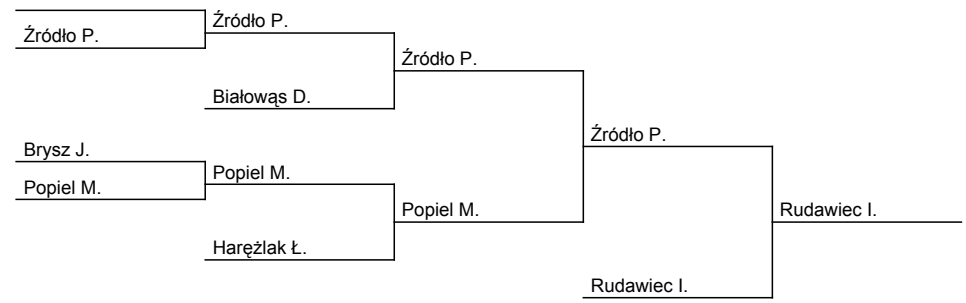 Źródło P.
Źródło P.
Źródło P.
Białowąs D.
Źródło P.
Brysz J.
Popiel M.
Popiel M.
Popiel M.
Rudawiec I.
Harężlak Ł.
Rudawiec I.